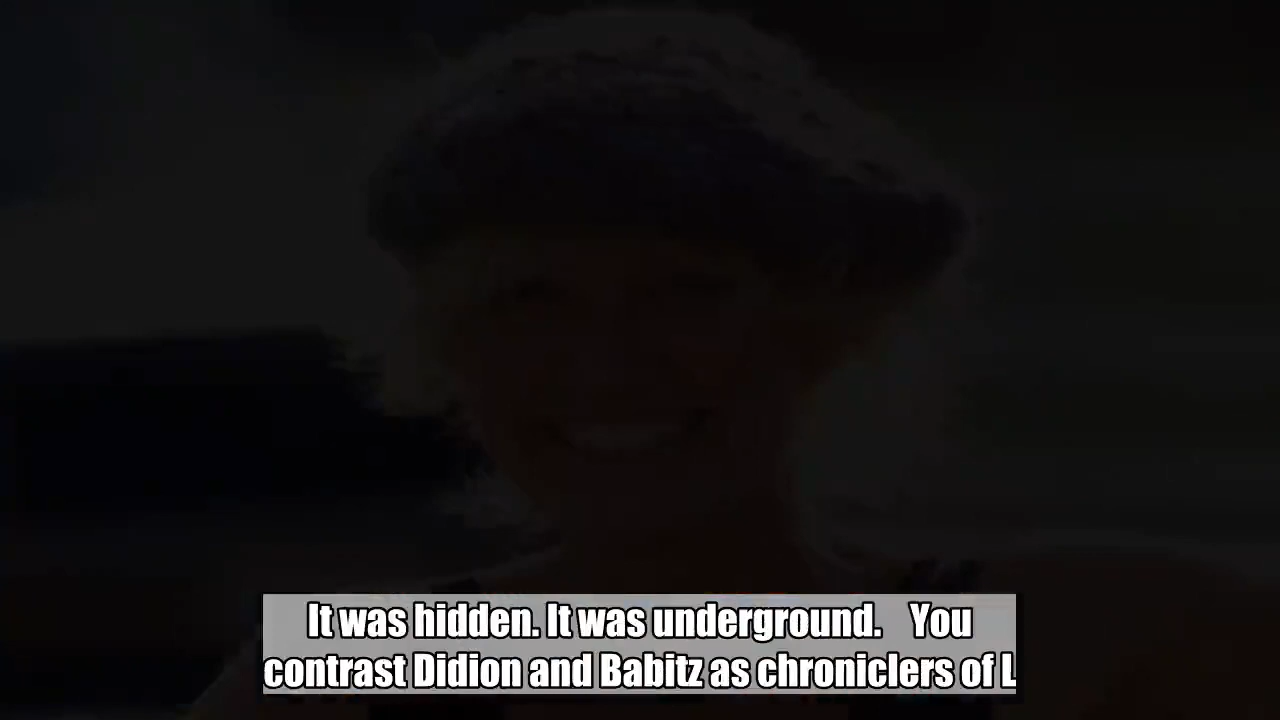 It was hidden. It was underground. You
contrast Didion and Babitz as chroniclers of L